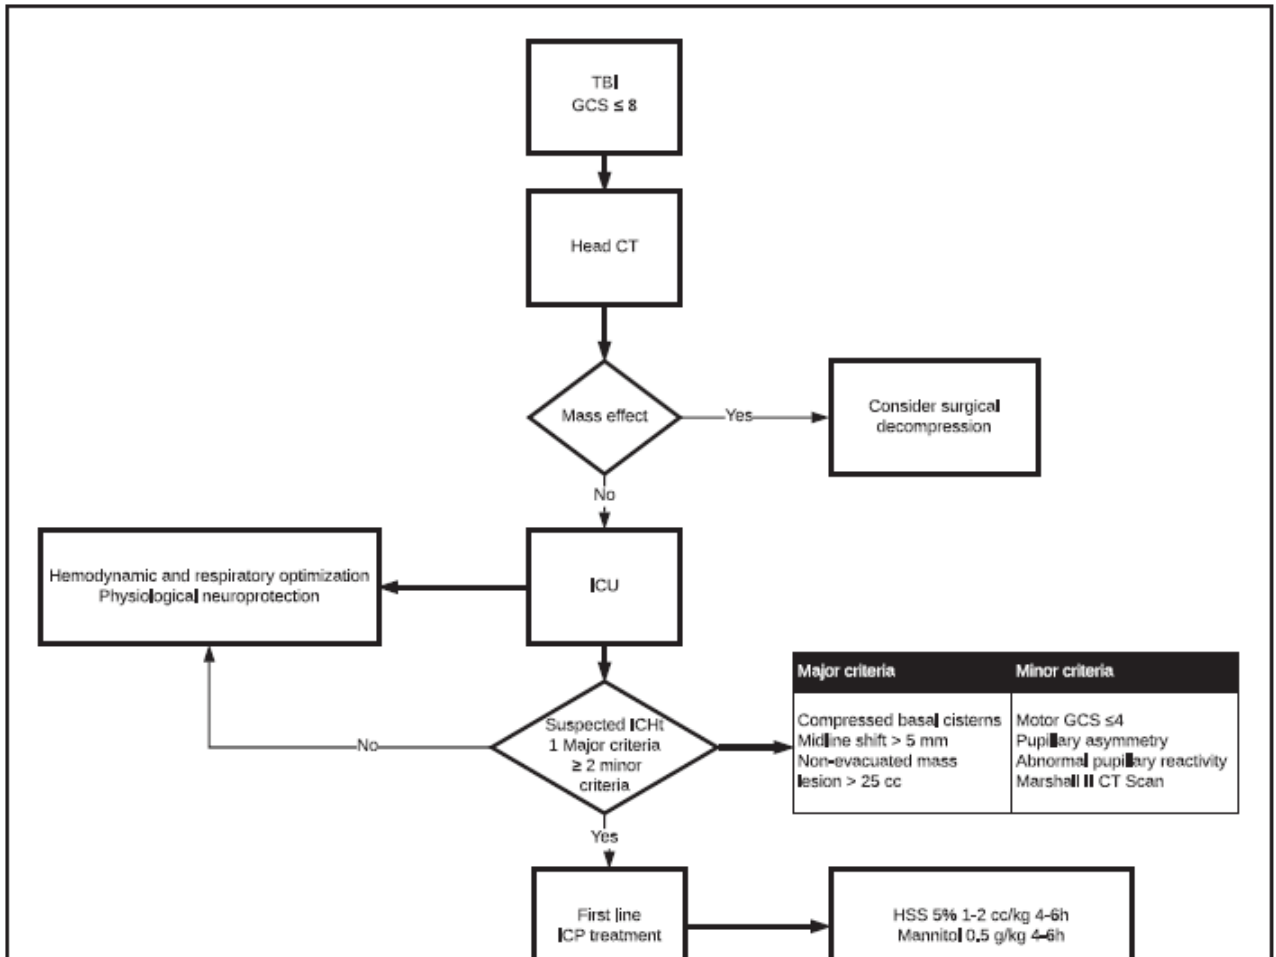 TBI
GCS ≤ 8
Head CT
Mass effect
Yes
Consider surgical
decompression
No
Hemodynamic and respiratory optimization
Physiological neuroprotection
ICU
Major criteria
Minor criteria
Compressed basal cisterns
Midline shift > 5 mm
Non-evacuated mass
lesion > 25 cc
Motor GCS ≤4
Pupillary asymmetry
Abnormal pupillary reactivity
Marshall II CT Scan
Suspected ICHt
1 Major criteria
≥ 2 minor
criteria
No
Yes
First line
ICP treatment
HSS 5% 1-2 cc/kg 4-6h
Mannitol 0.5 g/kg 4-6h